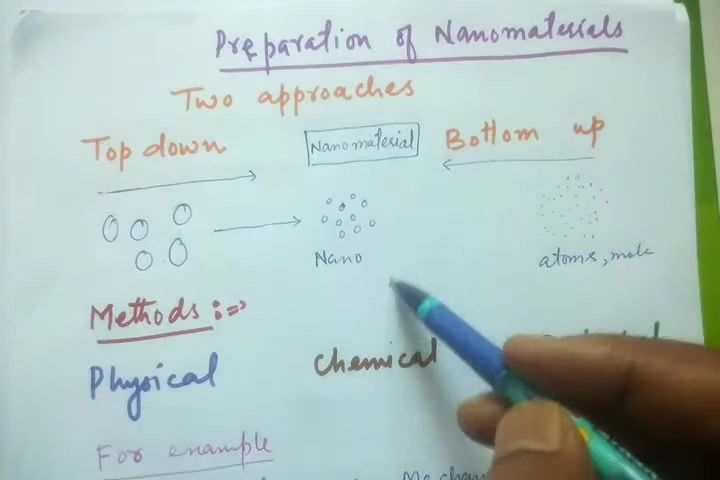 Preparation of Nanomaterials
Two approaches
Top down Nanomaterial Bottom up
Nano atoms, mole
Methods :=>
Physical Chemical
For example